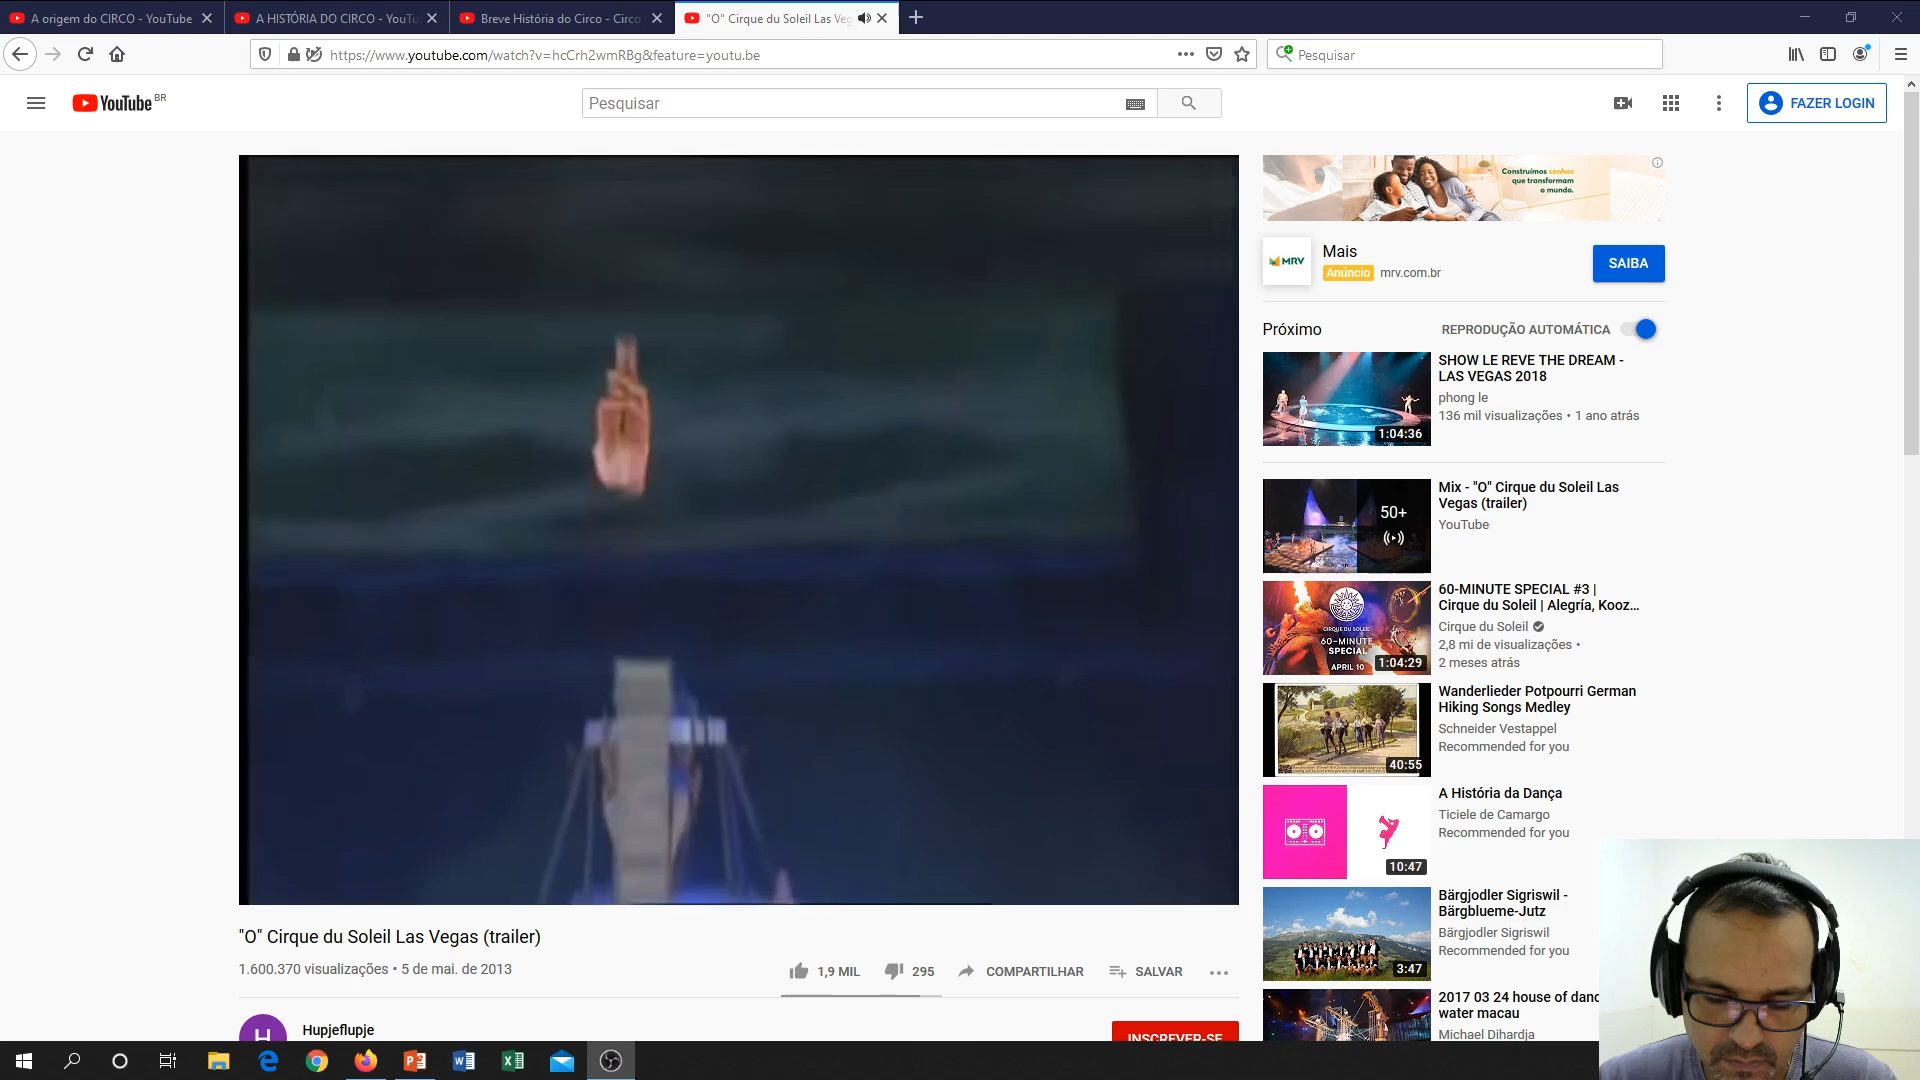 A origem do CIRCO - YouTube
A HISTÓRIA DO CIRCO - YouTu
Breve História do Circo - Circo
"O" Cirque du Soleil Las Veg
https://www.youtube.com/watch?v=hcCrh2wmRBg&feature=youtu.be
Pesquisar
YouTube BR
Pesquisar
FAZER LOGIN
Construímos sonhos
que transformam
o mundo.
MRV
Mais
Anúncio mrv.com.br
SAIBA
Próximo
REPRODUÇÃO AUTOMÁTICA
SHOW LE REVE THE DREAM -
LAS VEGAS 2018
phong le
136 mil visualizações • 1 ano atrás
1:04:36
Mix - "O" Cirque du Soleil Las
Vegas (trailer)
YouTube
50+
60-MINUTE SPECIAL #3 |
Cirque du Soleil | Alegría, Kooz...
Cirque du Soleil
2,8 mi de visualizações •
2 meses atrás
CIRQUE DU SOLEIL
60-MINUTE
SPECIAL
APRIL 10
1:04:29
Wanderlieder Potpourri German
Hiking Songs Medley
Schneider Vestappel
Recommended for you
40:55
A História da Dança
Ticiele de Camargo
Recommended for you
10:47
Bärgjodler Sigriswil -
Bärgblueme-Jutz
Bärgjodler Sigriswil
Recommended for you
3:47
2017 03 24 house of danc
water macau
Michael Dihardja
"O" Cirque du Soleil Las Vegas (trailer)
1.600.370 visualizações • 5 de mai. de 2013
1,9 MIL
295
COMPARTILHAR
SALVAR
H
Hupjeflupje
INSCREVER-SE